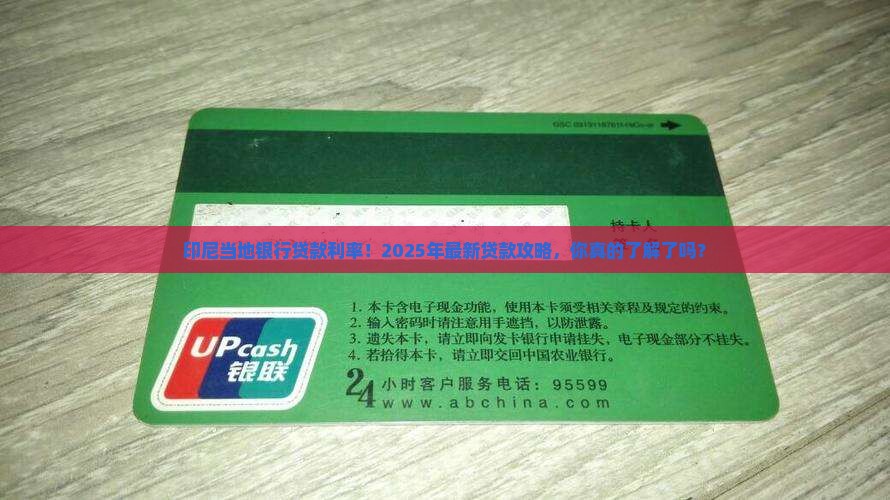 持卡人
印尼当地银行贷款利率！2025年最新贷款攻略，你真的了解了吗？
1. 本卡含电子现金功能，使用本卡须受相关章程及规定的约束。
2. 输入密码时请注意用手遮挡，以防泄露。
3. 遗失本卡，请立即向发卡银行申请挂失，电子现金部分不挂失。
4. 若拾得本卡，请立即交回中国农业银行。
UPcash
银联
24小时客户服务电话：95599
www.abchina.com